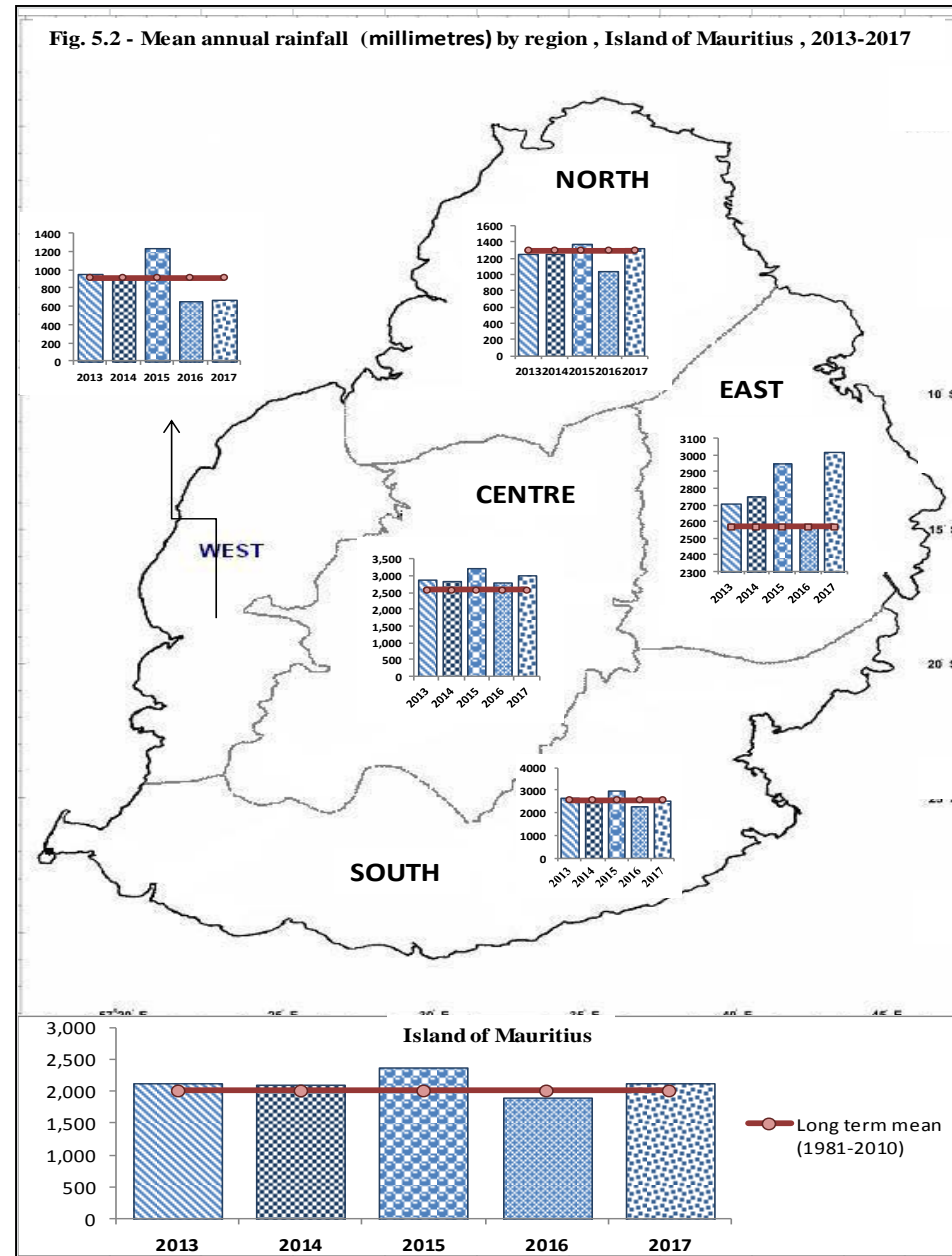 Fig. 5.2 - Mean annual rainfall (millimetres) by region , Island of Mauritius , 2013-2017
NORTH
1400
1200
1000
800
600
400
200
0
2013 2014 2015 2016 2017
1600
1400
1200
1000
800
600
400
200
0
2013 2014 2015 2016 2017
EAST
10' S
3100
3000
2900
2800
2700
2600
2500
2400
2300
2013 2014 2015 2016 2017
CENTRE
15' S
WEST
3,500
3,000
2,500
2,000
1,500
1,000
500
0
2013 2014 2015 2016 2017
20' S
4000
3000
2000
1000
0
2013 2014 2015 2016 2017
SOUTH
Island of Mauritius
3,000
2,500
2,000
1,500
1,000
500
0
2013 2014 2015 2016 2017
Long term mean
(1981-2010)